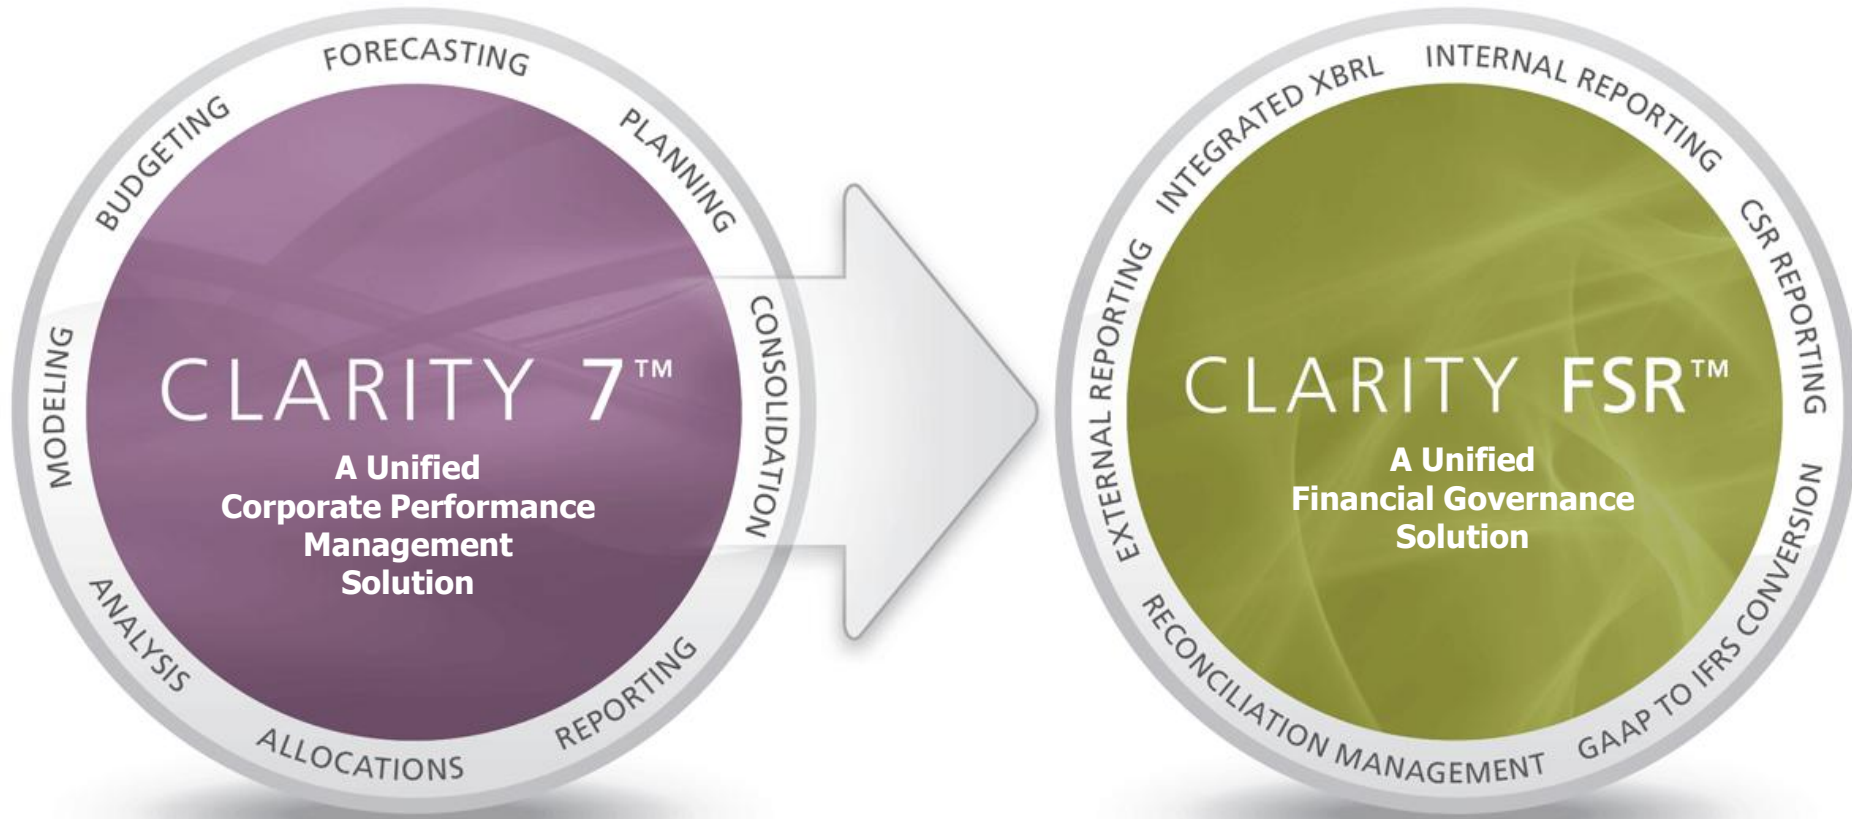 FORECASTING
PLANNING
CONSOLIDATION
REPORTING
ALLOCATIONS
ANALYSIS
MODELING
BUDGETING
CLARITY 7™
A Unified
Corporate Performance
Management
Solution
INTEGRATED XBRL
INTERNAL REPORTING
CSR REPORTING
GAAP TO IFRS CONVERSION
RECONCILIATION MANAGEMENT
EXTERNAL REPORTING
CLARITY FSR™
A Unified
Financial Governance
Solution